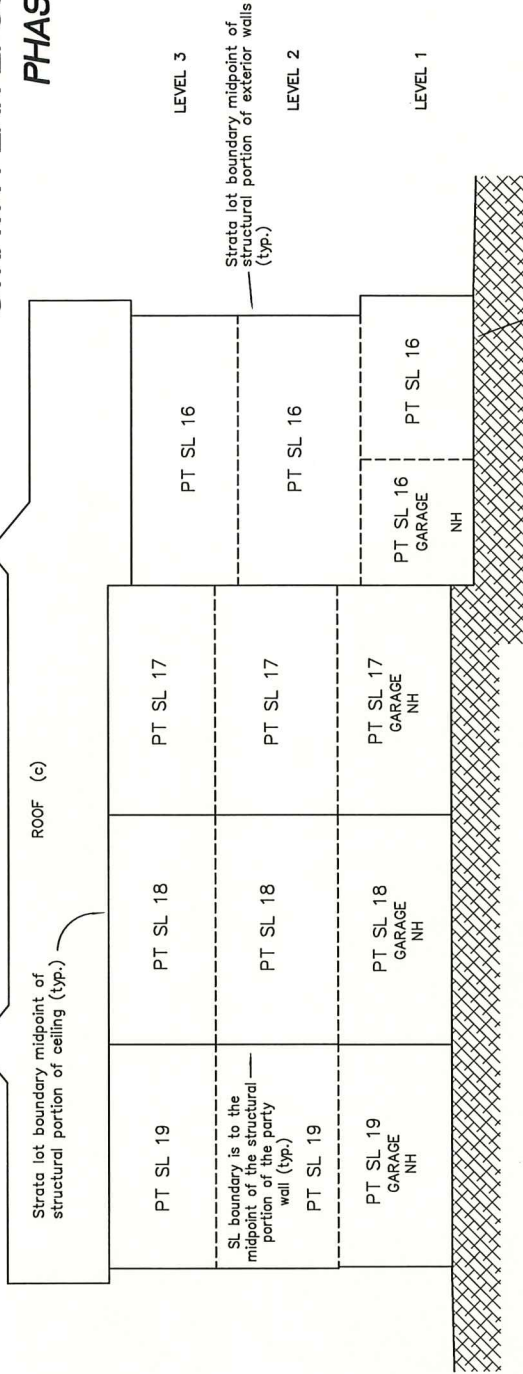 PHAS
ROOF (c)
Strata lot boundary midpoint of
structural portion of ceiling (typ.)
Strata lot boundary midpoint of
structural portion of exterior walls
(typ.)
LEVEL 3
PT SL 19
PT SL 18
PT SL 17
PT SL 16
LEVEL 2
SL boundary is to the
midpoint of the structural
portion of the party
wall (typ.)
PT SL 19
PT SL 18
PT SL 17
PT SL 16
LEVEL 1
PT SL 19
GARAGE
NH
PT SL 18
GARAGE
NH
PT SL 17
GARAGE
NH
PT SL 16
GARAGE
NH
PT SL 16